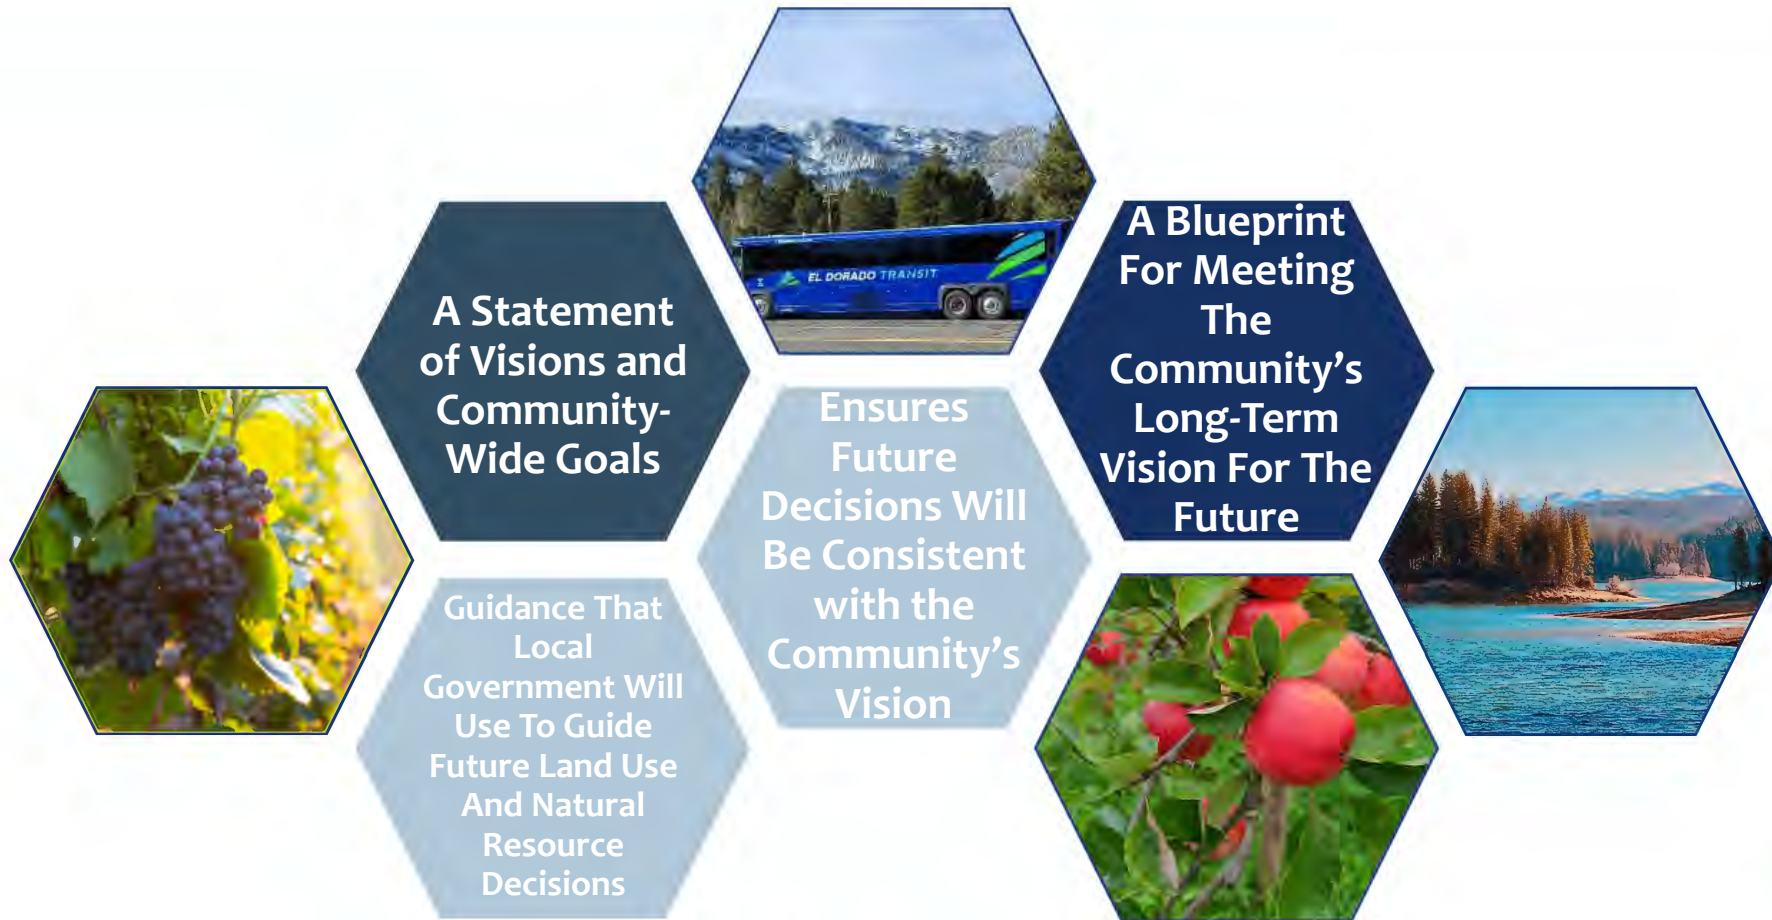 A Statement
of Visions and
Community-
Wide Goals
Guidance That
Local
Government Will
Use To Guide
Future Land Use
And Natural
Resource
Decisions
EL DORADO TRANSIT
Ensures
Future
Decisions Will
Be Consistent
with the
Community’s
Vision
A Blueprint
For Meeting
The
Community’s
Long-Term
Vision For The
Future